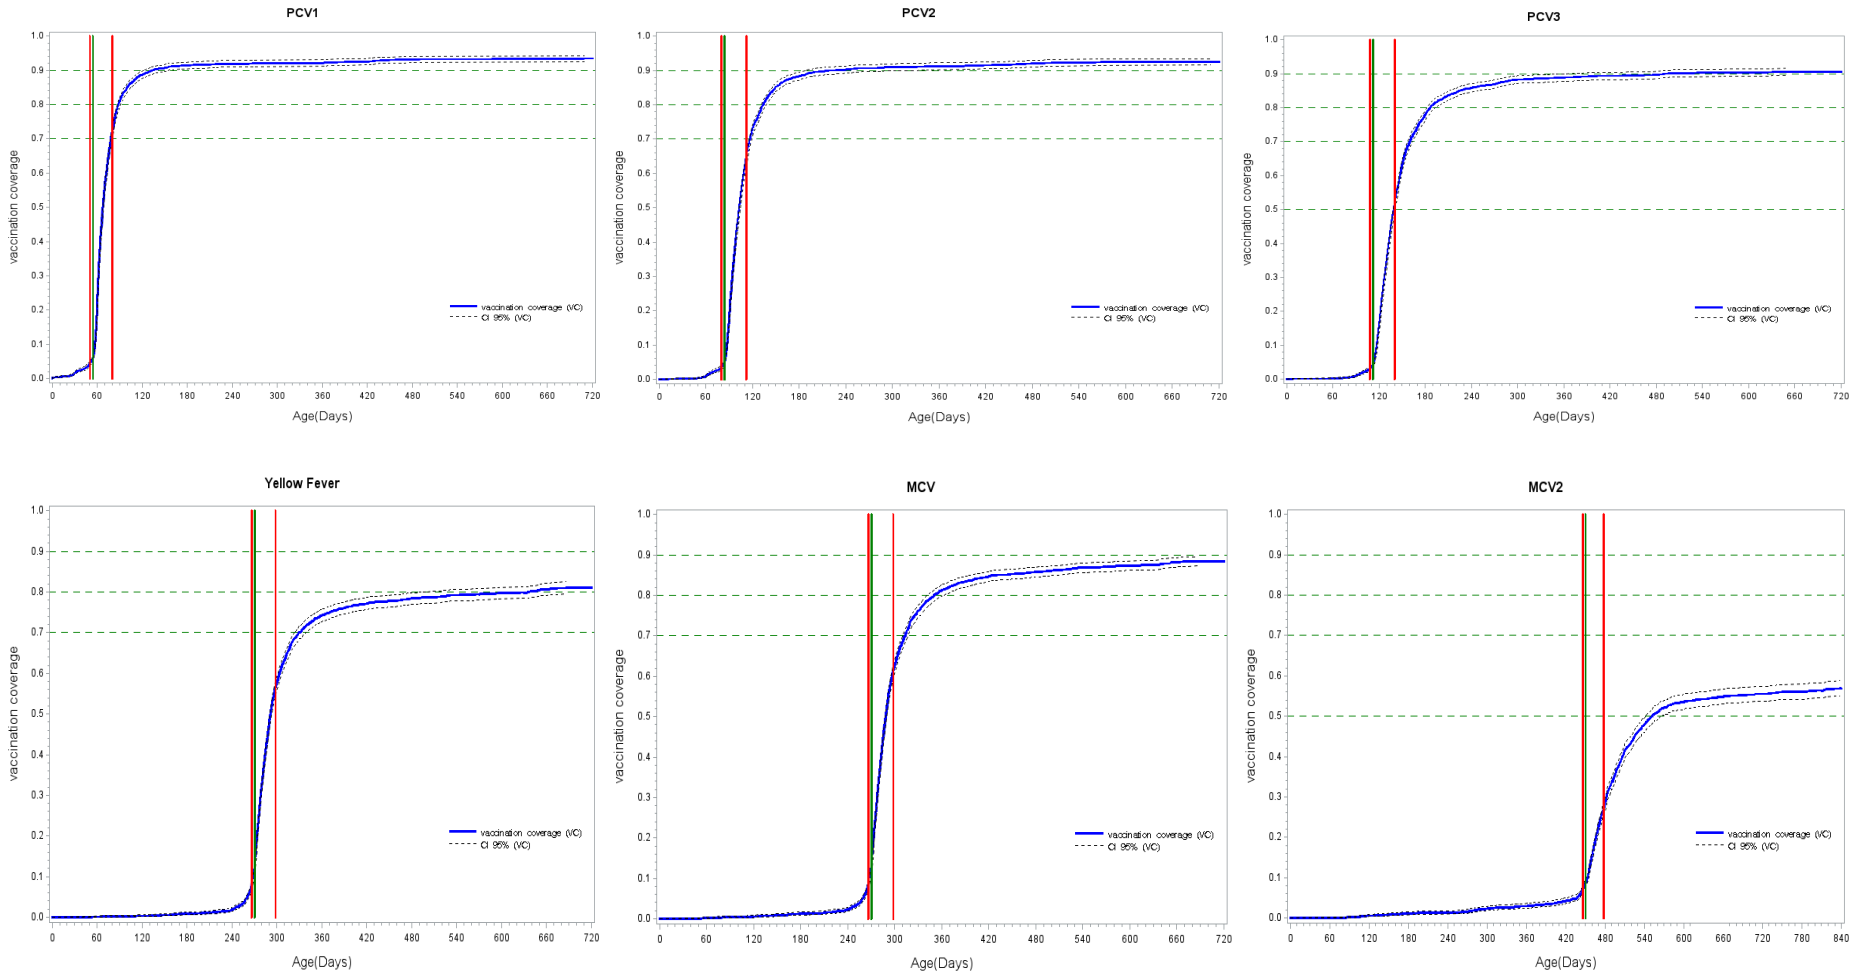 PCV1
1.0
0.9
0.8
0.7
0.6
0.5
0.4
0.3
0.2
0.1
0.0
vaccination coverage
vaccination coverage (VC)
CI 95% (VC)
0 60 120 180 240 300 360 420 480 540 600 660 720
Age(Days)
PCV2
1.0
0.9
0.8
0.7
0.6
0.5
0.4
0.3
0.2
0.1
0.0
vaccination coverage
vaccination coverage (VC)
CI 95% (VC)
0 60 120 180 240 300 360 420 480 540 600 660 720
Age(Days)
PCV3
1.0
0.9
0.8
0.7
0.6
0.5
0.4
0.3
0.2
0.1
0.0
vaccination coverage
vaccination coverage (VC)
CI 95% (VC)
0 60 120 180 240 300 360 420 480 540 600 660 720
Age(Days)
Yellow Fever
1.0
0.9
0.8
0.7
0.6
0.5
0.4
0.3
0.2
0.1
0.0
vaccination coverage
vaccination coverage (VC)
CI 95% (VC)
0 60 120 180 240 300 360 420 480 540 600 660 720
Age(Days)
MCV
1.0
0.9
0.8
0.7
0.6
0.5
0.4
0.3
0.2
0.1
0.0
vaccination coverage
vaccination coverage (VC)
CI 95% (VC)
0 60 120 180 240 300 360 420 480 540 600 660 720
Age(Days)
MCV2
1.0
0.9
0.8
0.7
0.6
0.5
0.4
0.3
0.2
0.1
0.0
vaccination coverage
vaccination coverage (VC)
CI 95% (VC)
0 60 120 180 240 300 360 420 480 540 600 660 720 780 840
Age(Days)